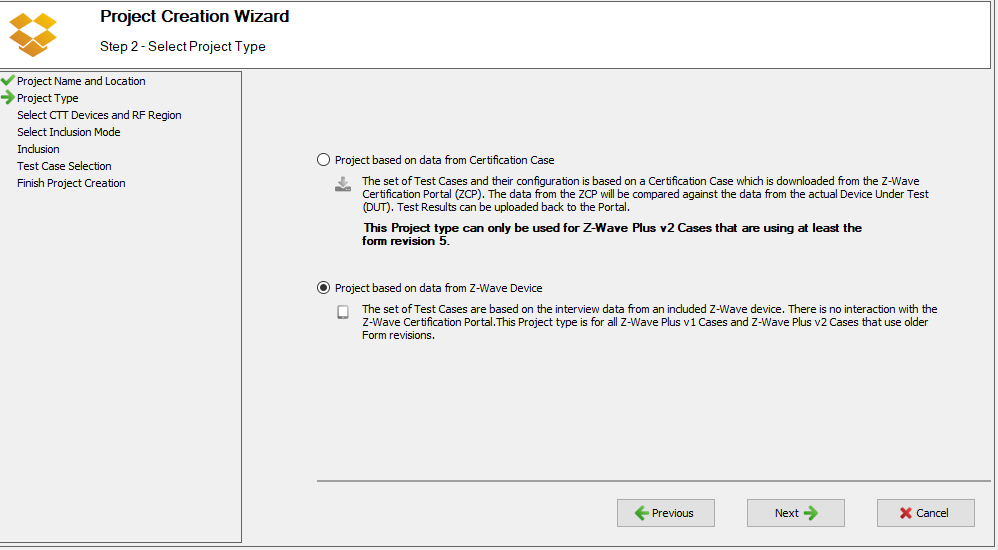 Project Creation Wizard
Step 2 - Select Project Type
Project Name and Location
Project Type
Select CTT Devices and RF Region
Select Inclusion Mode
Inclusion
Test Case Selection
Finish Project Creation
Project based on data from Certification Case
The set of Test Cases and their configuration is based on a Certification Case which is downloaded from the Z-Wave
Certification Portal (ZCP). The data from the ZCP will be compared against the data from the actual Device Under Test
(DUT). Test Results can be uploaded back to the Portal.
This Project type can only be used for Z-Wave Plus v2 Cases that are using at least the
form revision 5.
Project based on data from Z-Wave Device
The set of Test Cases are based on the interview data from an included Z-Wave device. There is no interaction with the
Z-Wave Certification Portal.This Project type is for all Z-Wave Plus v1 Cases and Z-Wave Plus v2 Cases that use older
Form revisions.
Previous
Next
Cancel